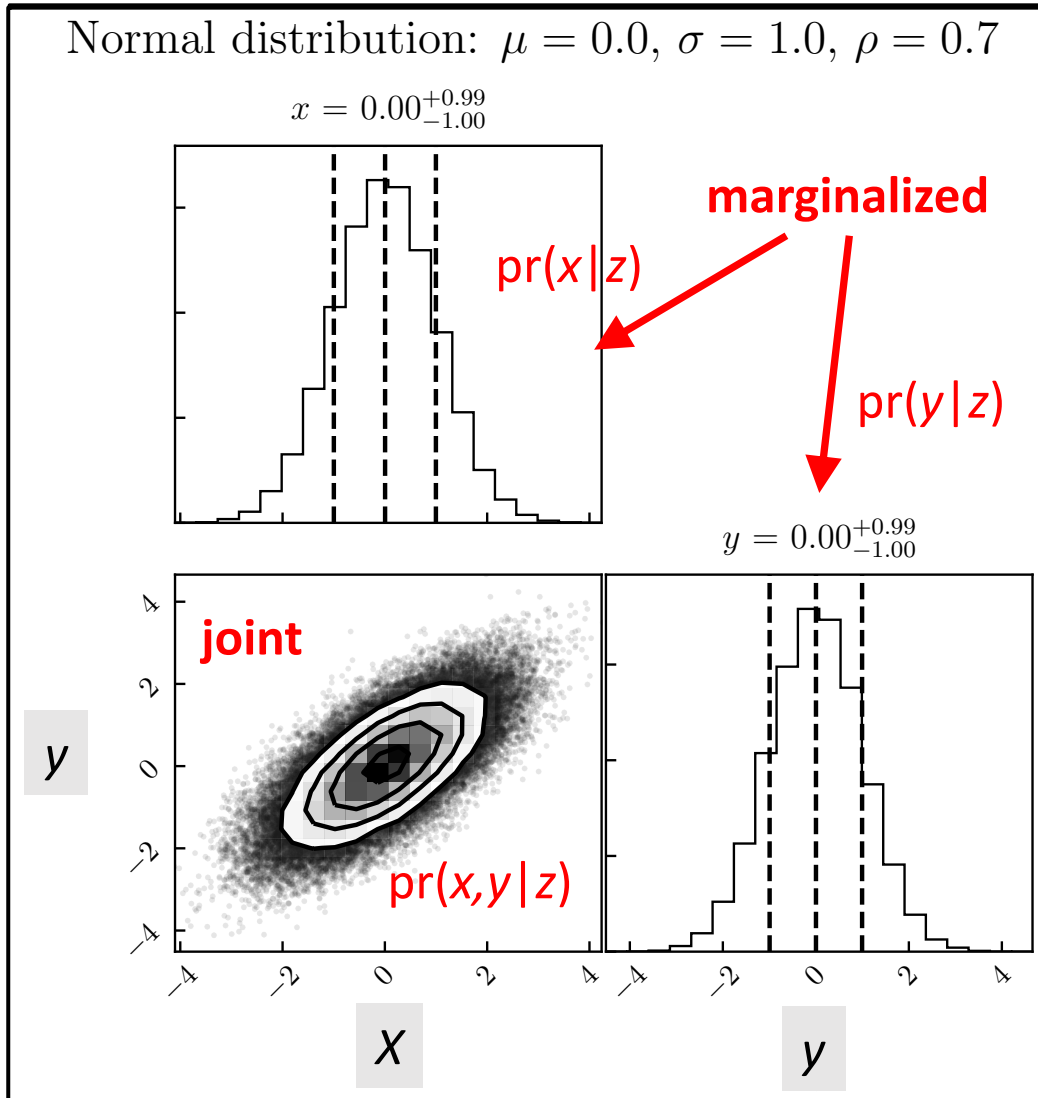 Normal distribution: μ = 0.0, σ = 1.0, ρ = 0.7
x = 0.00^{+0.99}_{-1.00}
marginalized
pr(x|z)
pr(y|z)
y = 0.00^{+0.99}_{-1.00}
joint
4
2
0
−2
−4
y
pr(x,y|z)
−4 −2 0 2 4
−4 −2 0 2 4
X
y